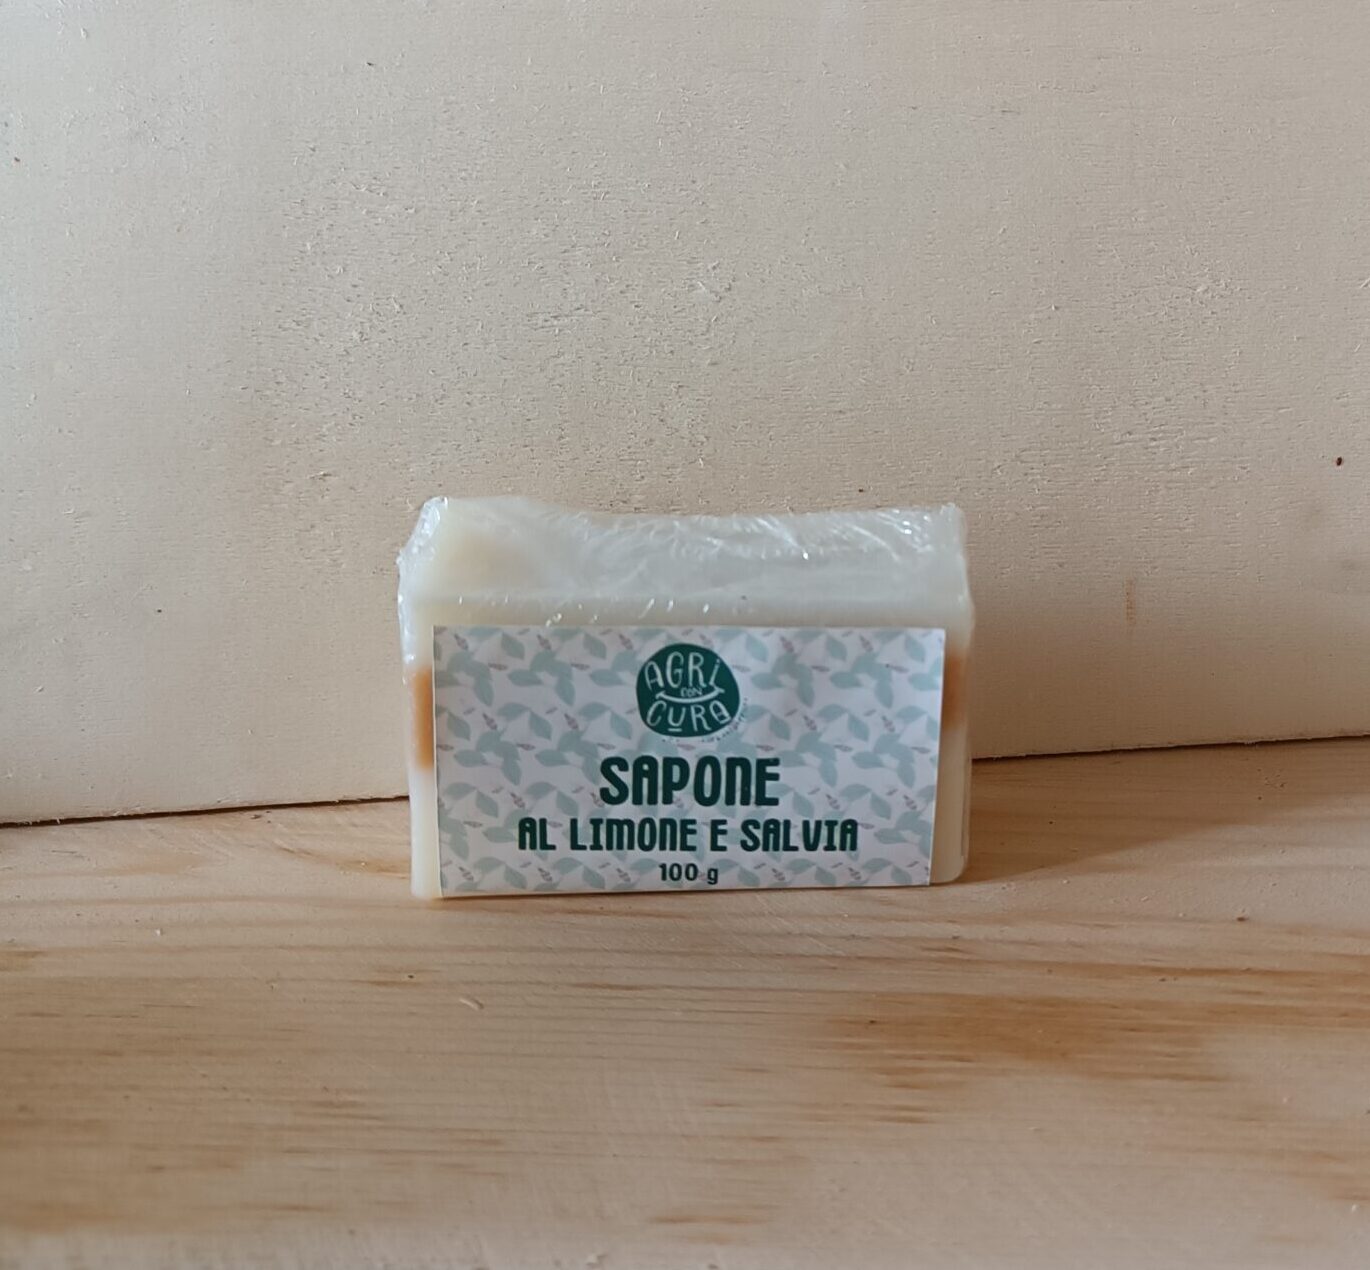 AGRI
CON
CURA
SAPONE
AL LIMONE E SALVIA
100 g